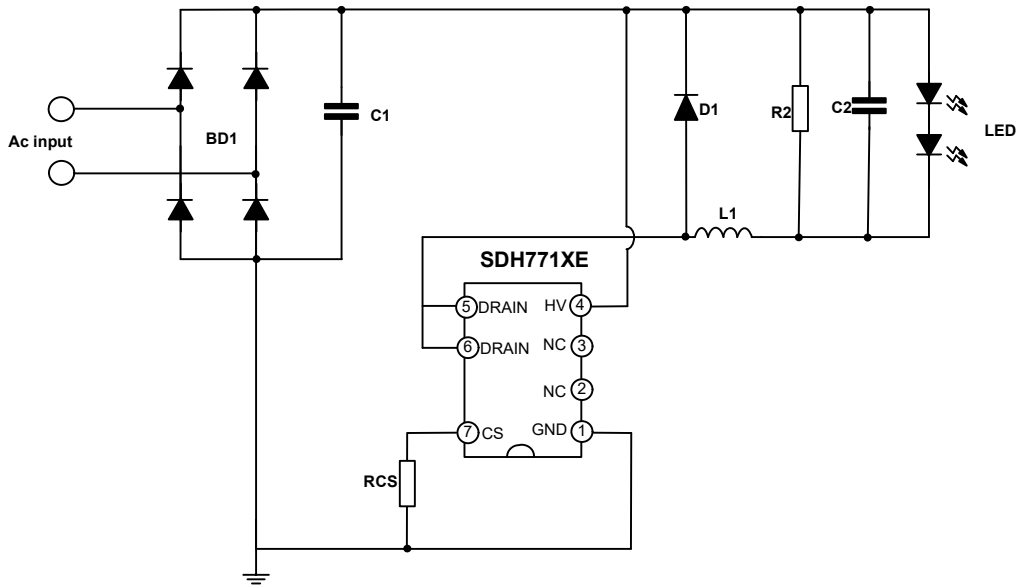 Ac input
BD1
C1
D1
R2
C2
LED
L1
SDH771XE
5 DRAIN HV 4
6 DRAIN NC 3
NC 2
7 CS GND 1
RCS